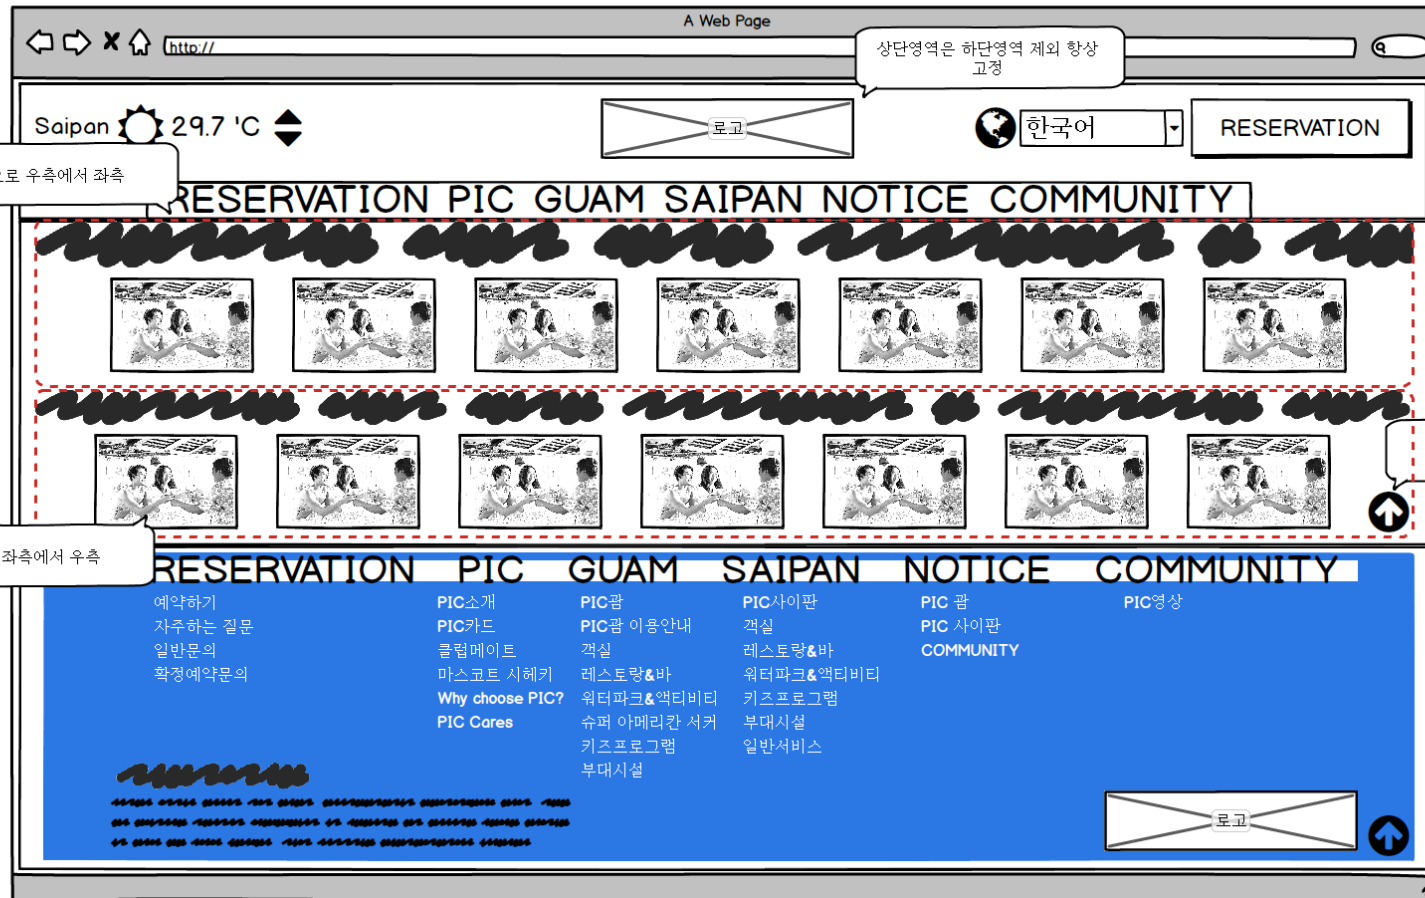 A Web Page
http://
상단영역은 하단영역 제외 항상
고정
Saipan 29.7 'C
로고
한국어
RESERVATION
로 우측에서 좌측
RESERVATION PIC GUAM SAIPAN NOTICE COMMUNITY
좌측에서 우측
RESERVATION PIC GUAM SAIPAN NOTICE COMMUNITY
예약하기
자주하는 질문
일반문의
확정예약문의
PIC소개
PIC카드
클럽메이트
마스코트 시헤키
Why choose PIC?
PIC Cares
PIC괌
PIC괌 이용안내
객실
레스토랑&바
워터파크&액티비티
슈퍼 아메리칸 서커
키즈프로그램
부대시설
PIC사이판
객실
레스토랑&바
워터파크&액티비티
키즈프로그램
부대시설
일반서비스
PIC 괌
PIC 사이판
COMMUNITY
PIC영상
로고